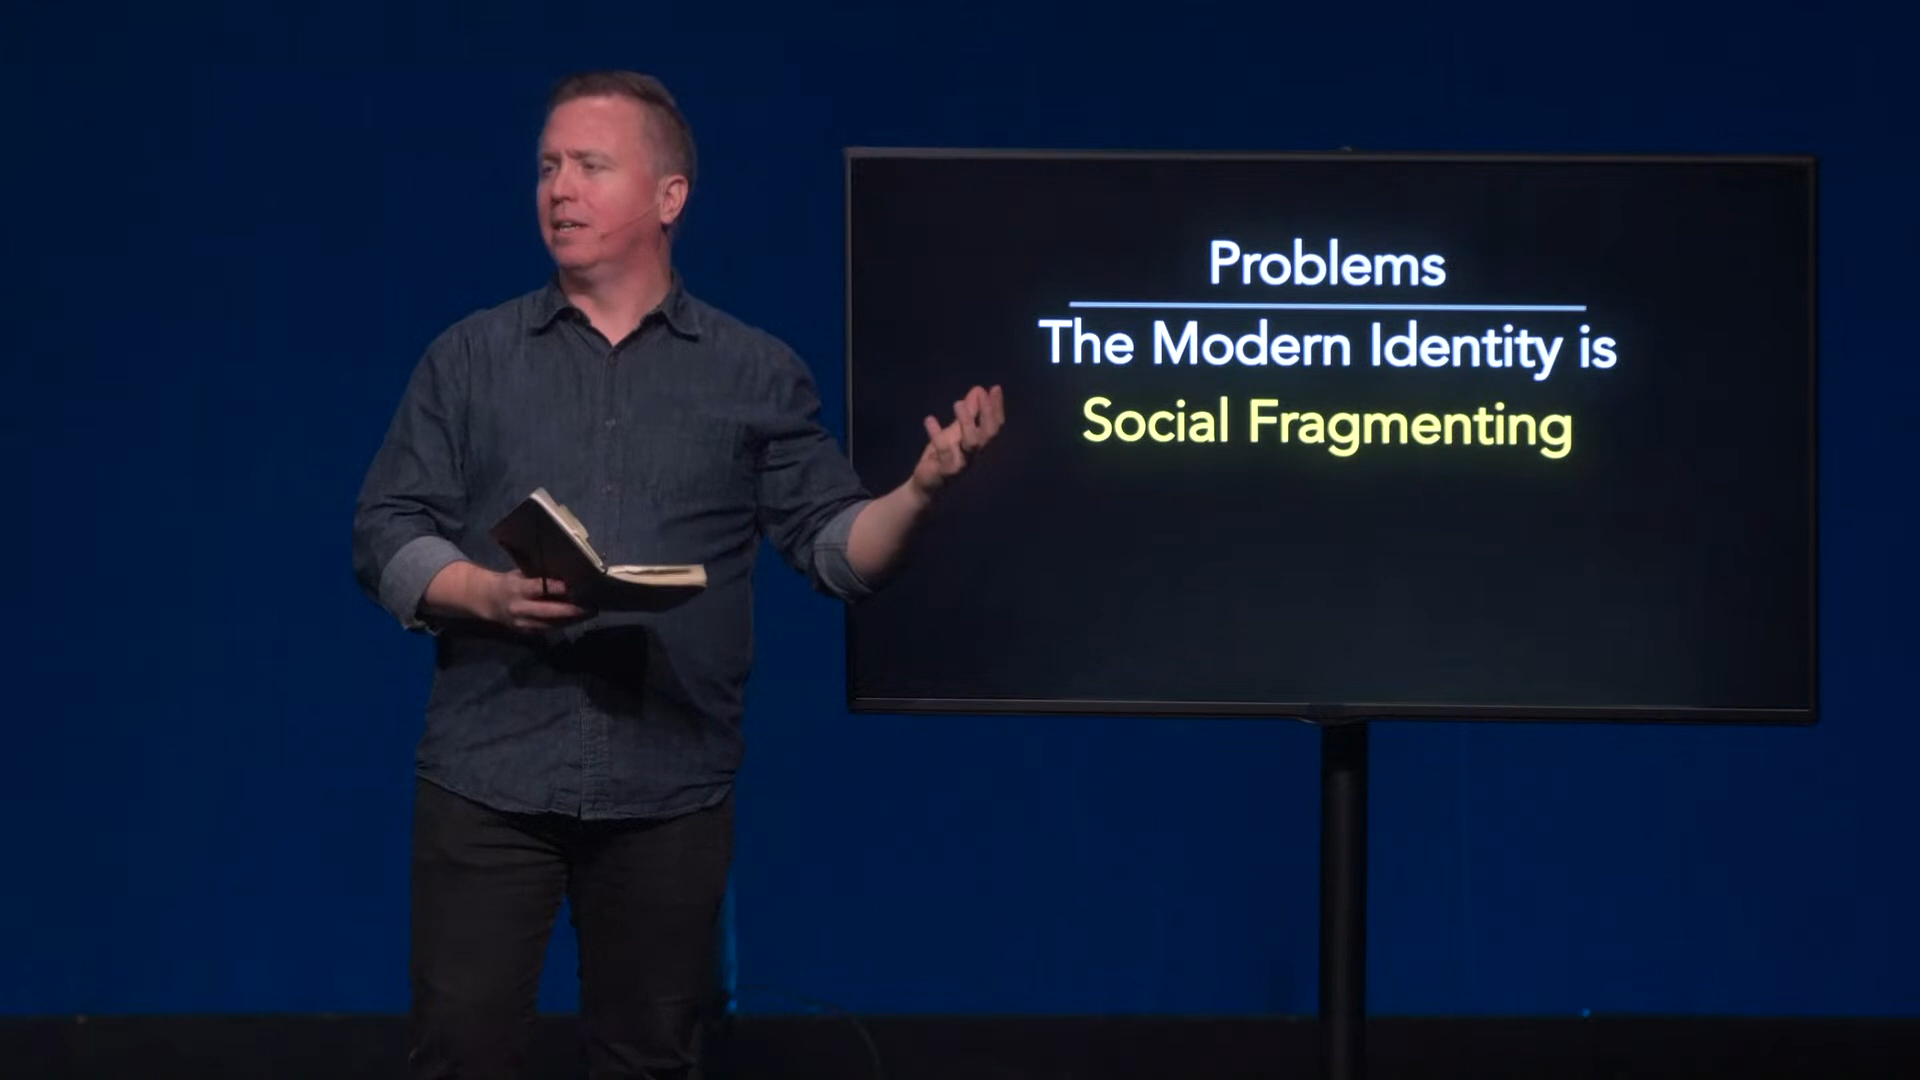 Problems
The Modern Identity is
Social Fragmenting